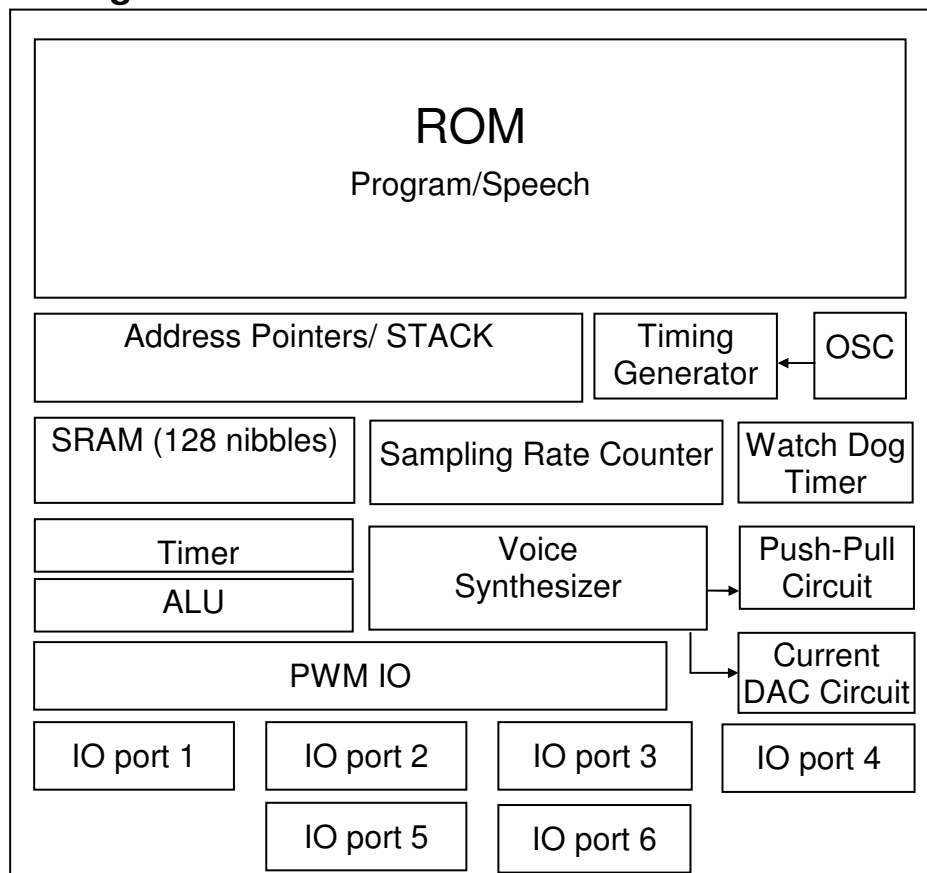 ROM
Program/Speech
Address Pointers/ STACK
Timing
Generator
OSC
SRAM (128 nibbles)
Sampling Rate Counter
Watch Dog
Timer
Timer
Voice
Synthesizer
Push-Pull
Circuit
ALU
PWM IO
Current
DAC Circuit
IO port 1
IO port 2
IO port 3
IO port 4
IO port 5
IO port 6